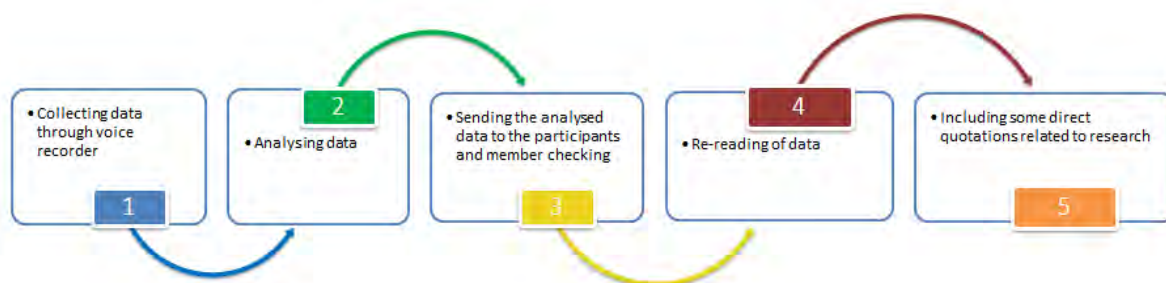 • Collecting data
through voice
recorder
1
2
• Analysing data
• Sending the analysed
data to the participants
and member checking
3
4
• Re-reading of data
• Including some direct
quotations related to research
5